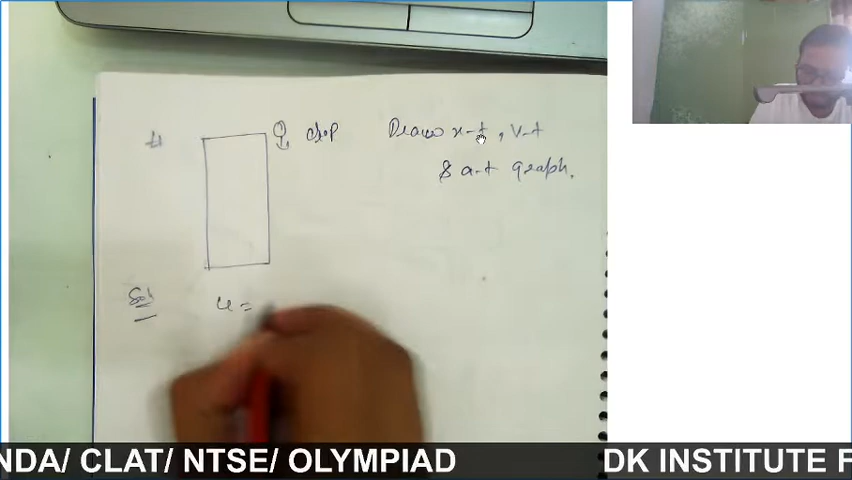 # drop Draw x-t, v-t
& a-t graph.
Sol u =
NDA/ CLAT/ NTSE/ OLYMPIAD DK INSTITUTE F